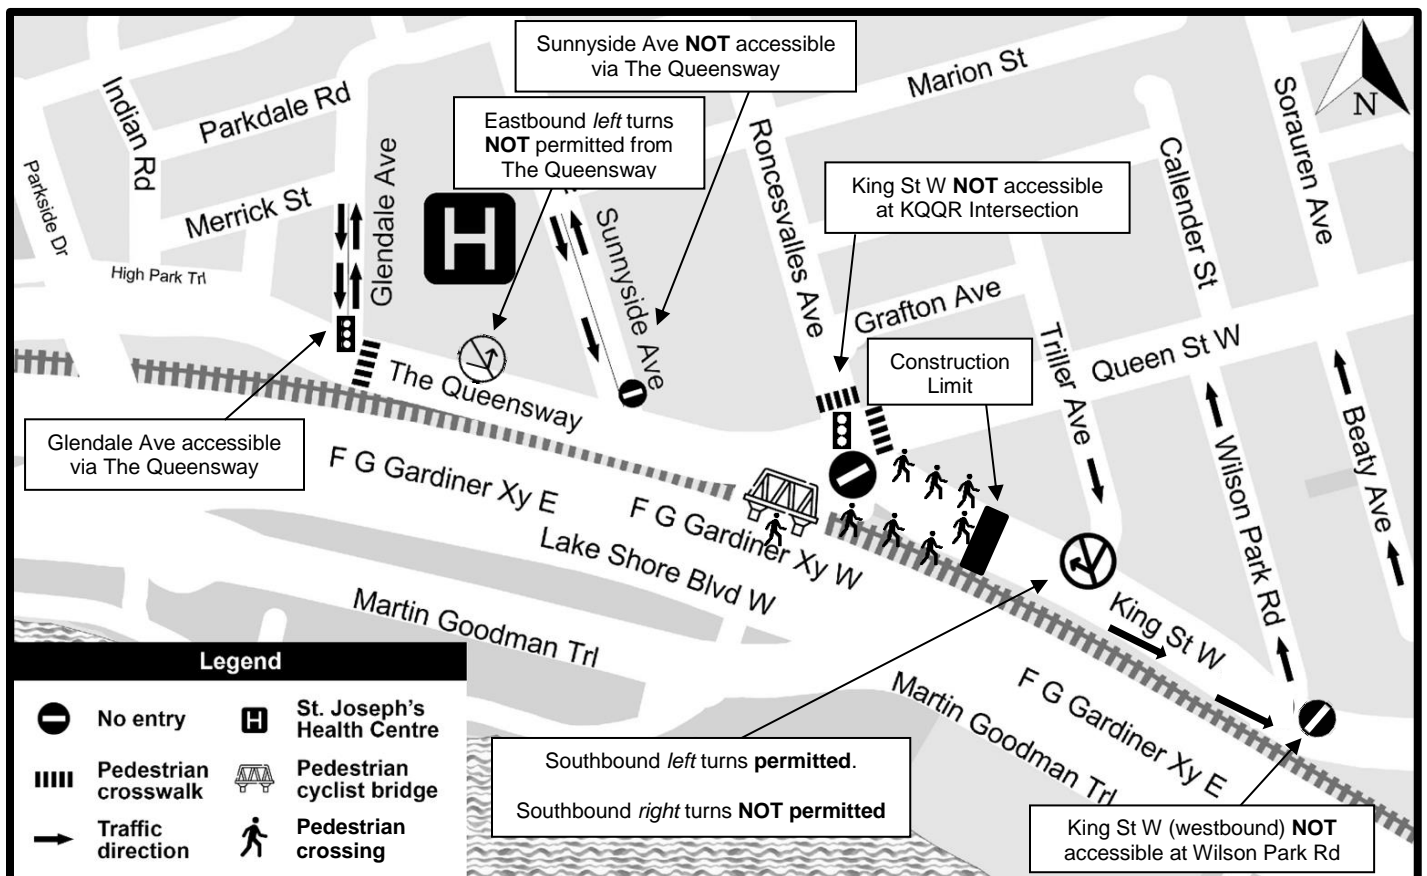 Sunnyside Ave NOT accessible
via The Queensway
Eastbound left turns
NOT permitted from
The Queensway
King St W NOT accessible
at KQQR Intersection
Construction
Limit
Glendale Ave accessible
via The Queensway
Southbound left turns permitted.
Southbound right turns NOT permitted
King St W (westbound) NOT
accessible at Wilson Park Rd
N
Indian Rd
Parkdale Rd
Parkside Dr
Merrick St
High Park Trl
Glendale Ave
H
Sunnyside Ave
Roncesvalles Ave
Marion St
Grafton Ave
Triller Ave
Callender St
Sorauren Ave
Queen St W
Wilson Park Rd
Beaty Ave
The Queensway
F G Gardiner Xy E
F G Gardiner Xy W
Lake Shore Blvd W
Martin Goodman Trl
King St W
F G Gardiner Xy E
Martin Goodman Trl
Legend
No entry
H
St. Joseph's
Health Centre
Pedestrian
crosswalk
Pedestrian
cyclist bridge
Traffic
direction
Pedestrian
crossing